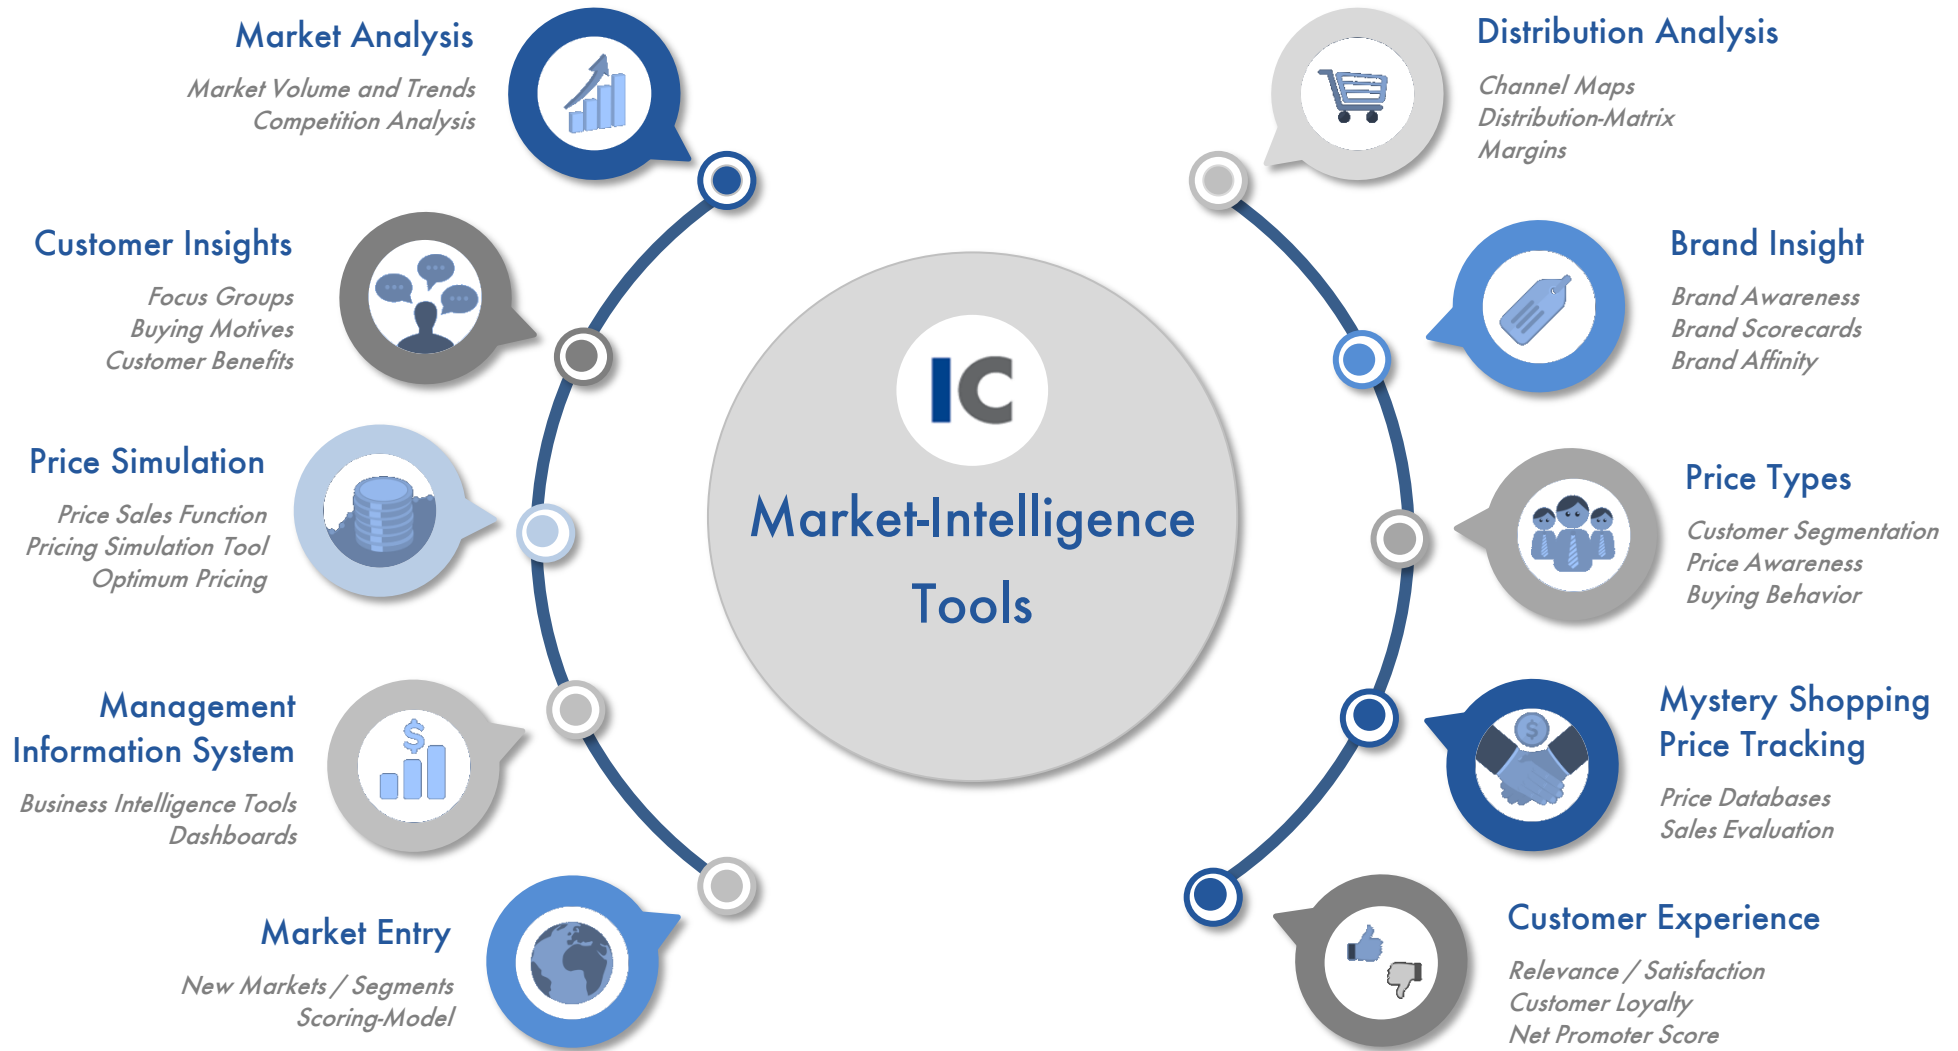 Market Analysis
Market Volume and Trends
Competition Analysis
Customer Insights
Focus Groups
Buying Motives
Customer Benefits
Price Simulation
Price Sales Function
Pricing Simulation Tool
Optimum Pricing
$
Management
Information System
Business Intelligence Tools
Dashboards
Market Entry
New Markets / Segments
Scoring-Model
IC
Market-Intelligence
Tools
Distribution Analysis
Channel Maps
Distribution-Matrix
Margins
Brand Insight
Brand Awareness
Brand Scorecards
Brand Affinity
Price Types
Customer Segmentation
Price Awareness
Buying Behavior
$
Mystery Shopping
Price Tracking
Price Databases
Sales Evaluation
Customer Experience
Relevance / Satisfaction
Customer Loyalty
Net Promoter Score